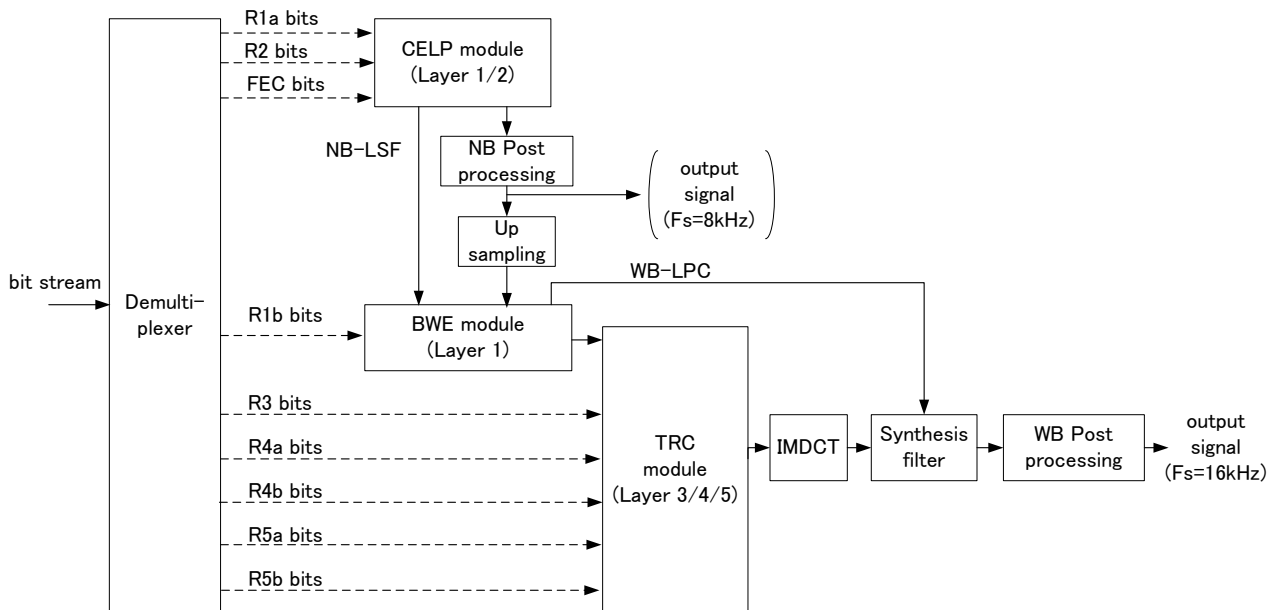 R1a bits
R2 bits
FEC bits
CELP module
(Layer 1/2)
NB-LSF
NB Post
processing
output
signal
(Fs=8kHz)
Up
sampling
WB-LPC
bit stream
Demulti-
plexer
R1b bits
BWE module
(Layer 1)
R3 bits
R4a bits
R4b bits
R5a bits
R5b bits
TRC
module
(Layer 3/4/5)
IMDCT
Synthesis
filter
WB Post
processing
output
signal
(Fs=16kHz)